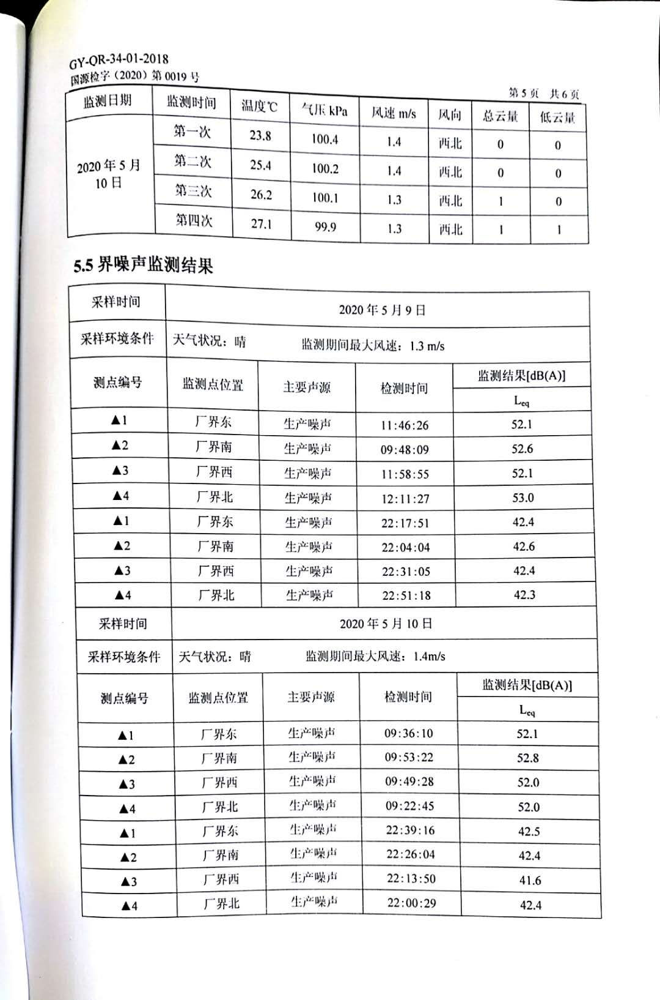 GY-QR-34-01-2018
国源检字（2020）第 0019 号
第 5 页 共 6 页
监测日期 监测时间 温度℃ 气压 kPa 风速 m/s 风向 总云量 低云量
2020 年 5 月
10 日
第一次 23.8 100.4 1.4 西北 0 0
第二次 25.4 100.2 1.4 西北 0 0
第三次 26.2 100.1 1.3 西北 1 0
第四次 27.1 99.9 1.3 西北 1 1
5.5 界噪声监测结果
采样时间 2020 年 5 月 9 日
采样环境条件 天气状况：晴 监测期间最大风速：1.3 m/s
测点编号 监测点位置 主要声源 检测时间 监测结果[dB(A)]
Leq
▲1 厂界东 生产噪声 11:46:26 52.1
▲2 厂界南 生产噪声 09:48:09 52.6
▲3 厂界西 生产噪声 11:58:55 52.1
▲4 厂界北 生产噪声 12:11:27 53.0
▲1 厂界东 生产噪声 22:17:51 42.4
▲2 厂界南 生产噪声 22:04:04 42.6
▲3 厂界西 生产噪声 22:31:05 42.4
▲4 厂界北 生产噪声 22:51:18 42.3
采样时间 2020 年 5 月 10 日
采样环境条件 天气状况：晴 监测期间最大风速：1.4m/s
测点编号 监测点位置 主要声源 检测时间 监测结果[dB(A)]
Leq
▲1 厂界东 生产噪声 09:36:10 52.1
▲2 厂界南 生产噪声 09:53:22 52.8
▲3 厂界西 生产噪声 09:49:28 52.0
▲4 厂界北 生产噪声 09:22:45 52.0
▲1 厂界东 生产噪声 22:39:16 42.5
▲2 厂界南 生产噪声 22:26:04 42.4
▲3 厂界西 生产噪声 22:13:50 41.6
▲4 厂界北 生产噪声 22:00:29 42.4